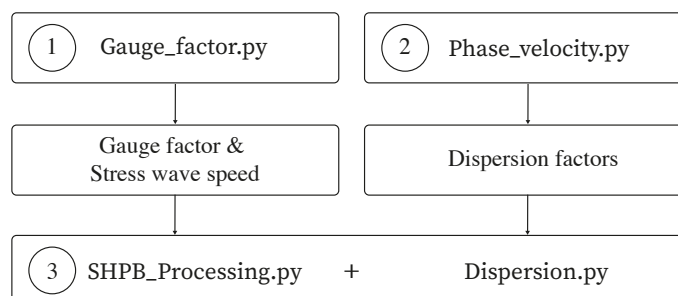 1 Gauge_factor.py
2 Phase_velocity.py
Gauge factor &
Stress wave speed
Dispersion factors
3 SHPB_Processing.py + Dispersion.py